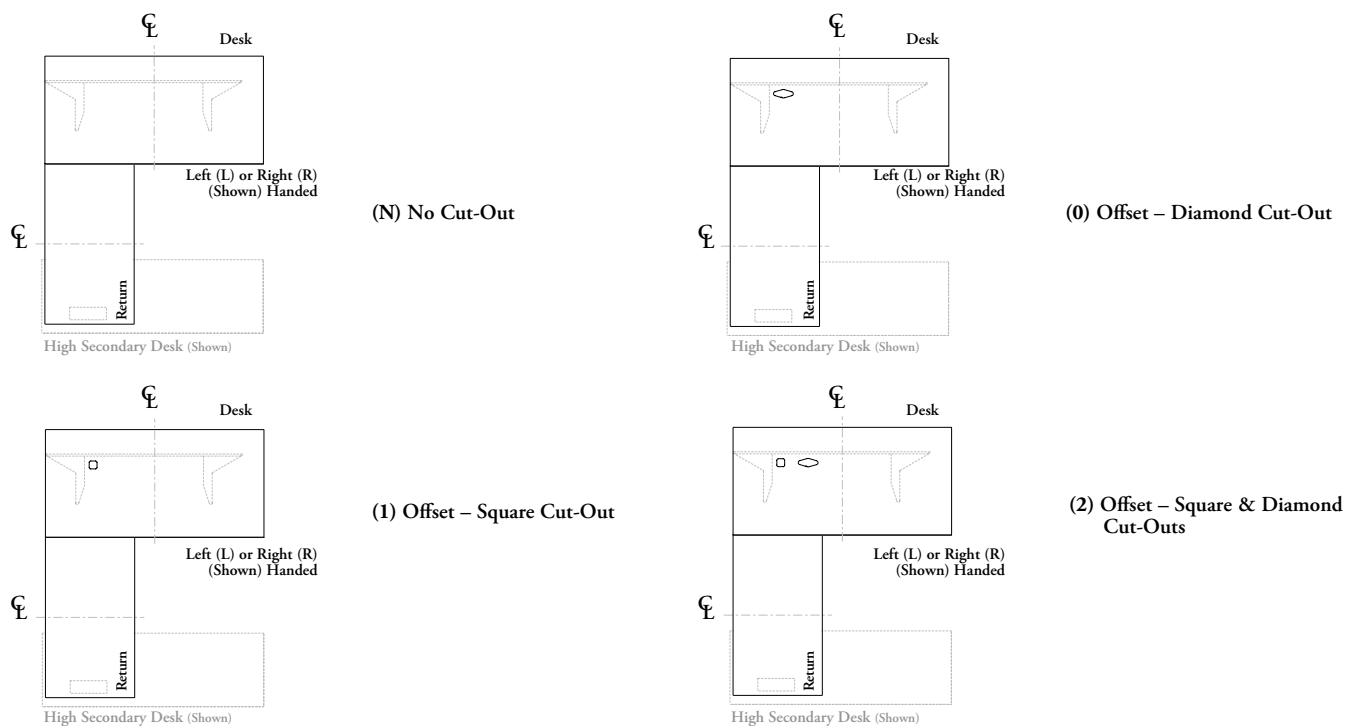 ℄
Desk
Left (L) or Right (R)
(Shown) Handed
(N) No Cut-Out
℄
Return
High Secondary Desk (Shown)
℄
Desk
Left (L) or Right (R)
(Shown) Handed
(0) Offset – Diamond Cut-Out
℄
Return
High Secondary Desk (Shown)
℄
Desk
(1) Offset – Square Cut-Out
Left (L) or Right (R)
(Shown) Handed
℄
Return
High Secondary Desk (Shown)
℄
Desk
(2) Offset – Square & Diamond
Cut-Outs
Left (L) or Right (R)
(Shown) Handed
℄
Return
High Secondary Desk (Shown)